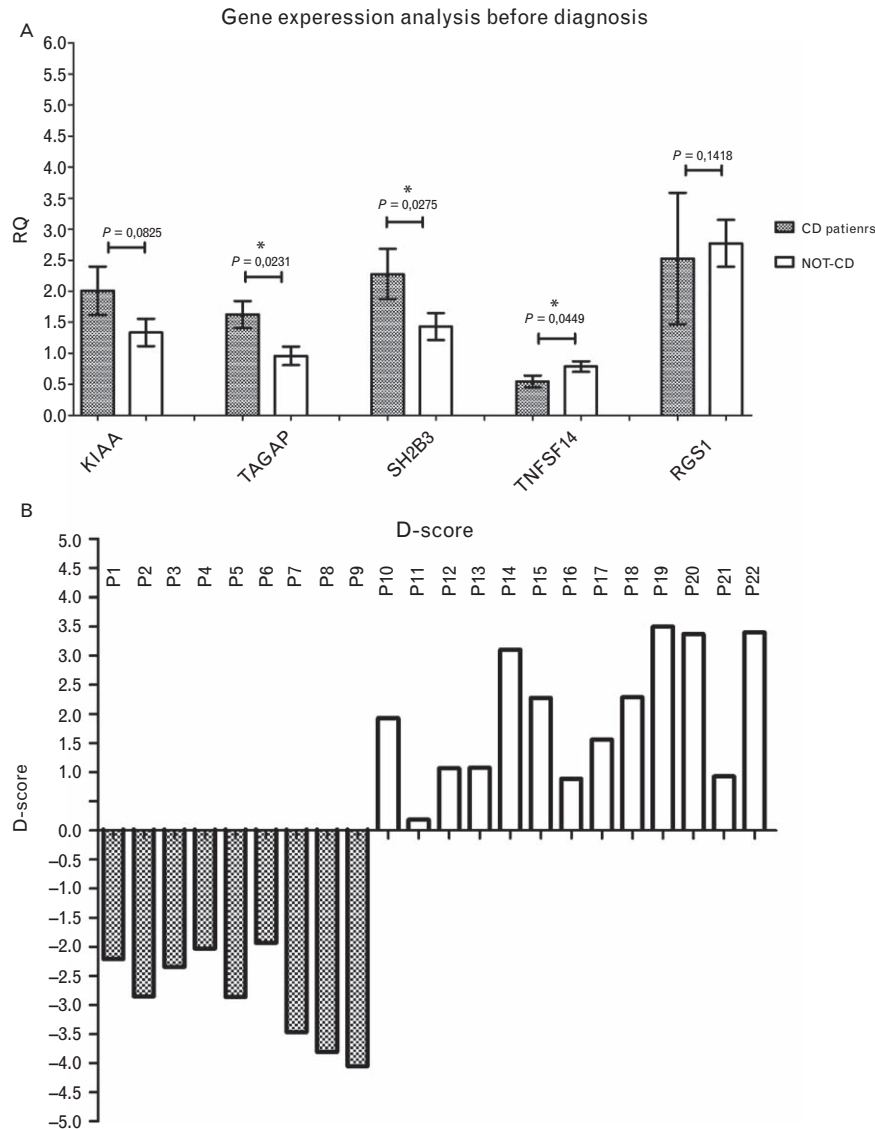 Gene experession analysis before diagnosis
A
6.0
5.5
5.0
4.5
4.0
3.5
3.0
2.5
2.0
1.5
1.0
0.5
0.0
RQ
P = 0,0825
*
P = 0,0231
*
P = 0,0275
*
P = 0,0449
P = 0,1418
CD patienrs
NOT-CD
KIAA
TAGAP
SH2B3
TNFSF14
RGS1
B
D-score
5.0
4.5
4.0
3.5
3.0
2.5
2.0
1.5
1.0
0.0
–0.5
–1.0
–1.5
–2.0
–2.5
–3.0
–3.5
–4.0
–4.5
–5.0
D-score
P1
P2
P3
P4
P5
P6
P7
P8
P9
P10
P11
P12
P13
P14
P15
P16
P17
P18
P19
P20
P21
P22